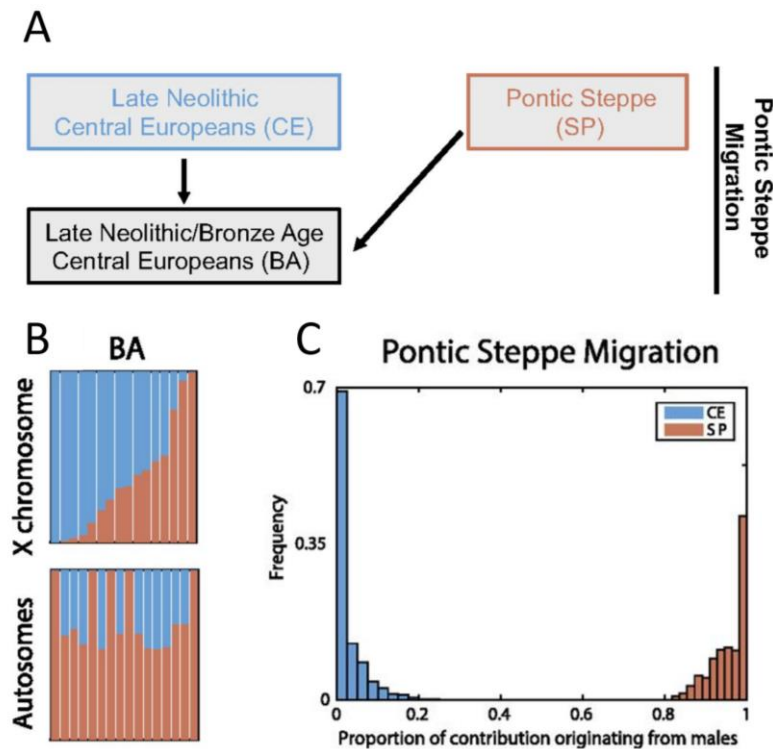 A
Late Neolithic
Central Europeans (CE)
Pontic Steppe
(SP)
Late Neolithic/Bronze Age
Central Europeans (BA)
Pontic Steppe
Migration
B
BA
X chromosome
Autosomes
C
Pontic Steppe Migration
0.7
0.35
0
Frequency
CE
SP
0
0.2
0.4
0.6
0.8
1
Proportion of contribution originating from males